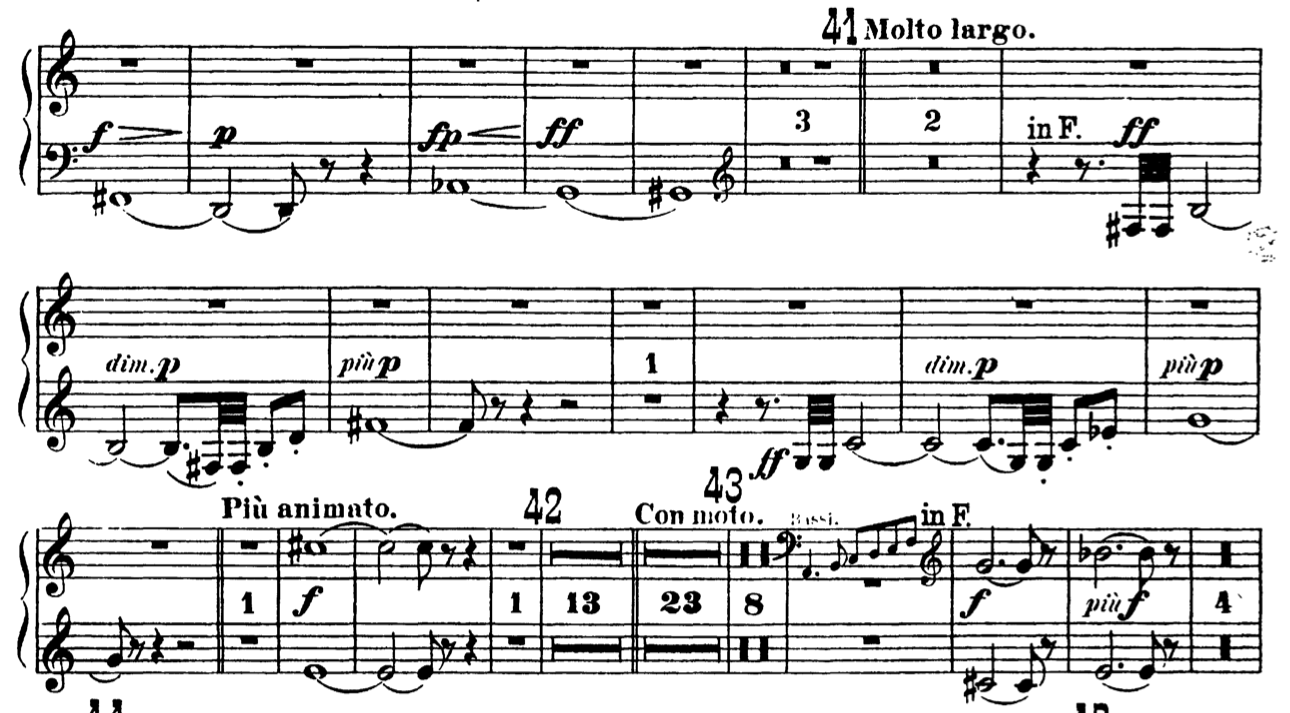 41 Molto largo.
f p fp ff 3 2 in F. ff
dim. p più p 1 ff dim. p più p
Più animato. 42 Con moto. 43 Bassi. in F.
1 f 1 13 23 8 f più f 4